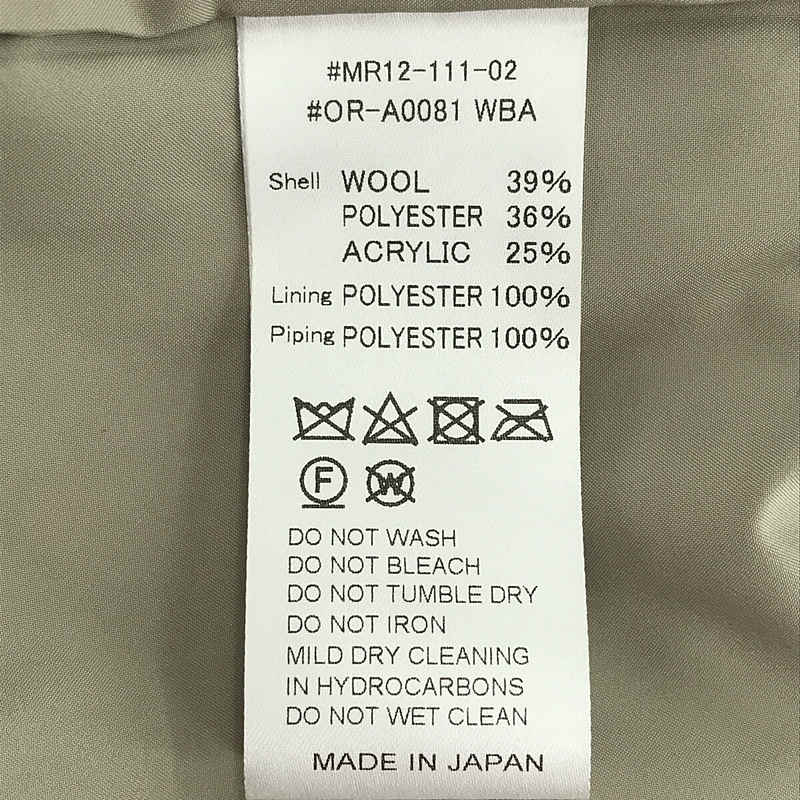 #MR12-111-02
#OR-A0081 WBA
Shell WOOL 39%
POLYESTER 36%
ACRYLIC 25%
Lining POLYESTER 100%
Piping POLYESTER 100%
F W
DO NOT WASH
DO NOT BLEACH
DO NOT TUMBLE DRY
DO NOT IRON
MILD DRY CLEANING
IN HYDROCARBONS
DO NOT WET CLEAN
MADE IN JAPAN